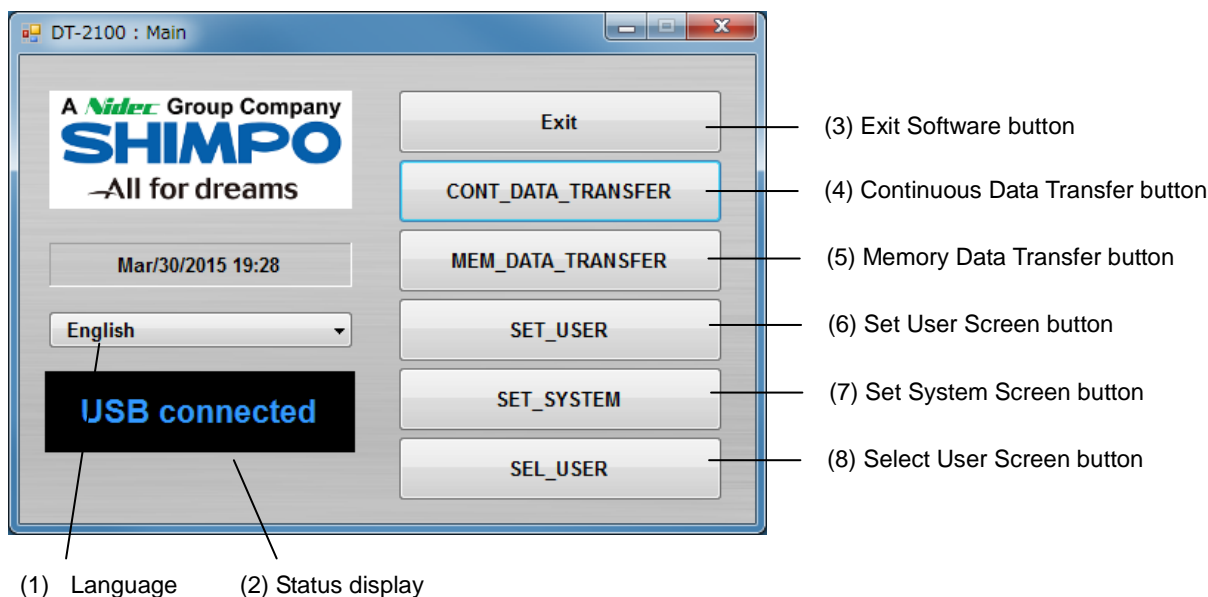 DT-2100 : Main
A Nidec Group Company
SHIMPO
All for dreams
Mar/30/2015 19:28
English
USB connected
Exit
CONT_DATA_TRANSFER
MEM_DATA_TRANSFER
SET_USER
SET_SYSTEM
SEL_USER
(3) Exit Software button
(4) Continuous Data Transfer button
(5) Memory Data Transfer button
(6) Set User Screen button
(7) Set System Screen button
(8) Select User Screen button
(1) Language
(2) Status display